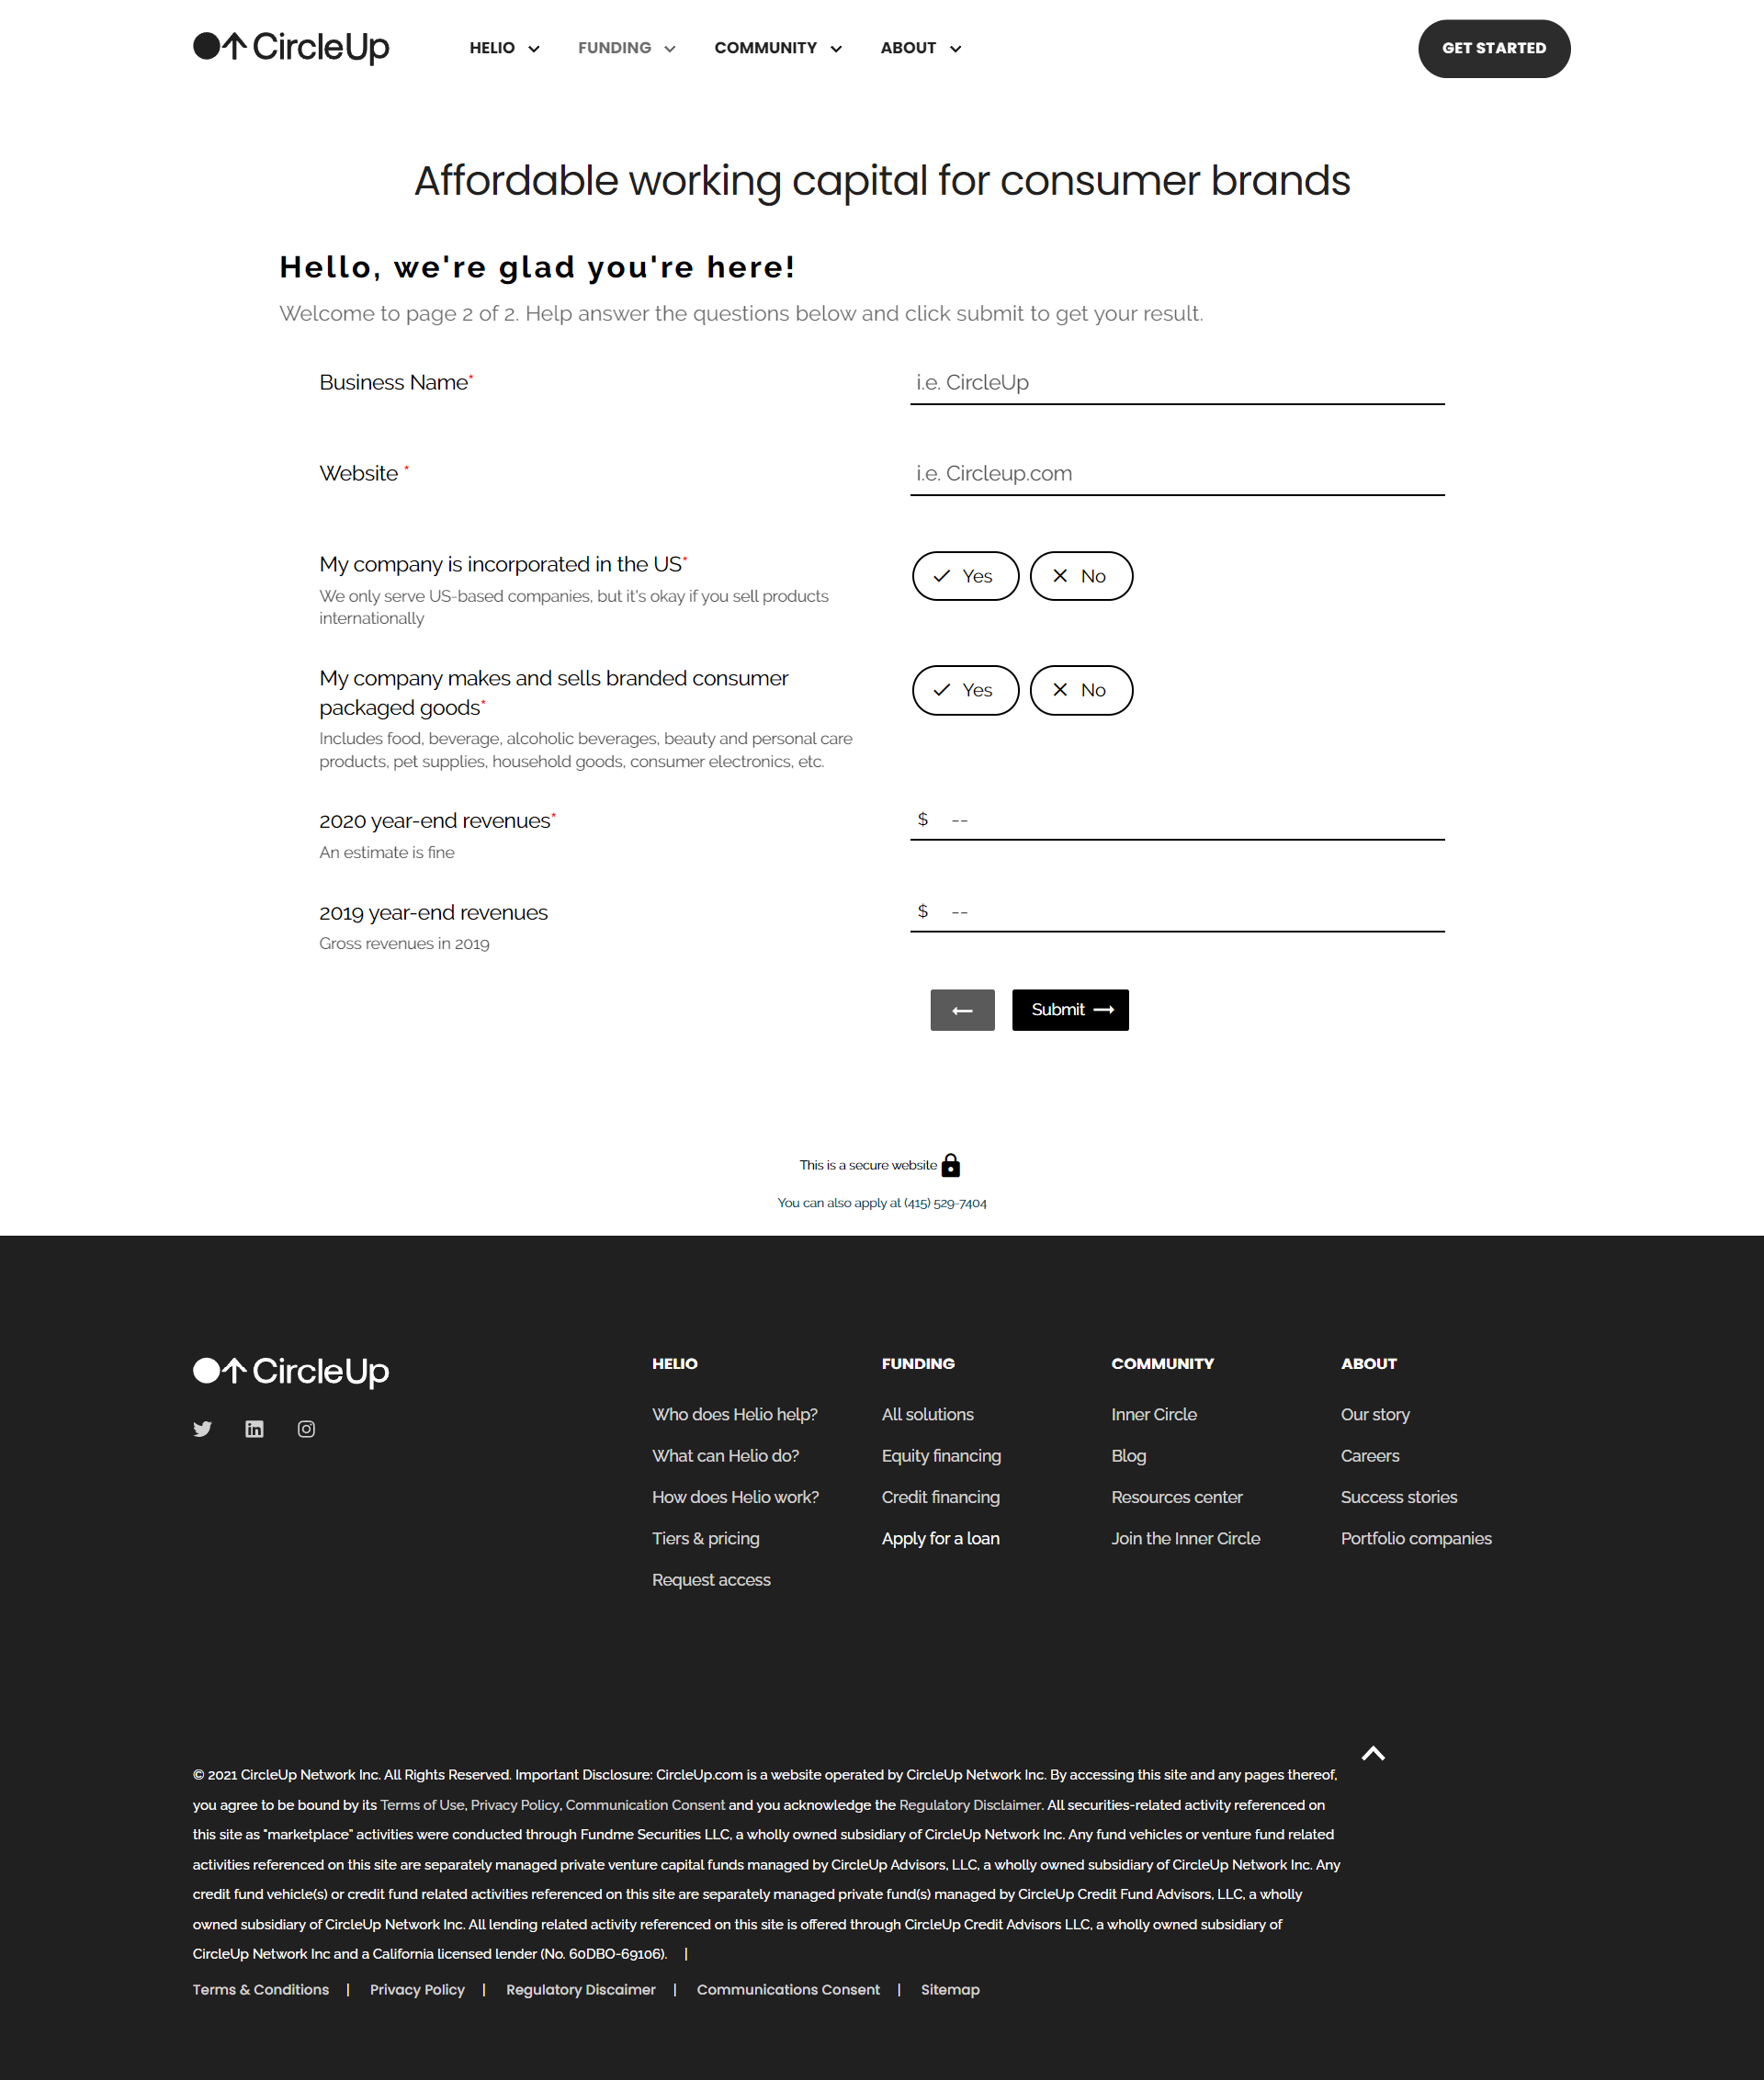 CircleUp
HELIO FUNDING COMMUNITY ABOUT
GET STARTED
Affordable working capital for consumer brands
Hello, we're glad you're here!
Welcome to page 2 of 2. Help answer the questions below and click submit to get your result.
Business Name*
i.e. CircleUp
Website *
i.e. Circleup.com
My company is incorporated in the US*
We only serve US-based companies, but it's okay if you sell products
internationally
Yes No
My company makes and sells branded consumer
packaged goods*
Includes food, beverage, alcoholic beverages, beauty and personal care
products, pet supplies, household goods, consumer electronics, etc.
Yes No
2020 year-end revenues*
An estimate is fine
$ --
2019 year-end revenues
Gross revenues in 2019
$ --
Submit
This is a secure website
You can also apply at (415) 529-7404
CircleUp
HELIO
Who does Helio help?
What can Helio do?
How does Helio work?
Tiers & pricing
Request access
FUNDING
All solutions
Equity financing
Credit financing
Apply for a loan
COMMUNITY
Inner Circle
Blog
Resources center
Join the Inner Circle
ABOUT
Our story
Careers
Success stories
Portfolio companies
© 2021 CircleUp Network Inc. All Rights Reserved. Important Disclosure: CircleUp.com is a website operated by CircleUp Network Inc. By accessing this site and any pages thereof,
you agree to be bound by its Terms of Use, Privacy Policy, Communication Consent and you acknowledge the Regulatory Disclaimer. All securities-related activity referenced on
this site as "marketplace" activities were conducted through Fundme Securities LLC, a wholly owned subsidiary of CircleUp Network Inc. Any fund vehicles or venture fund related
activities referenced on this site are separately managed private venture capital funds managed by CircleUp Advisors, LLC, a wholly owned subsidiary of CircleUp Network Inc. Any
credit fund vehicle(s) or credit fund related activities referenced on this site are separately managed private fund(s) managed by CircleUp Credit Fund Advisors, LLC, a wholly
owned subsidiary of CircleUp Network Inc. All lending related activity referenced on this site is offered through CircleUp Credit Advisors LLC, a wholly owned subsidiary of
CircleUp Network Inc and a California licensed lender (No. 60DBO-69106). |
Terms & Conditions | Privacy Policy | Regulatory Discaimer | Communications Consent | Sitemap